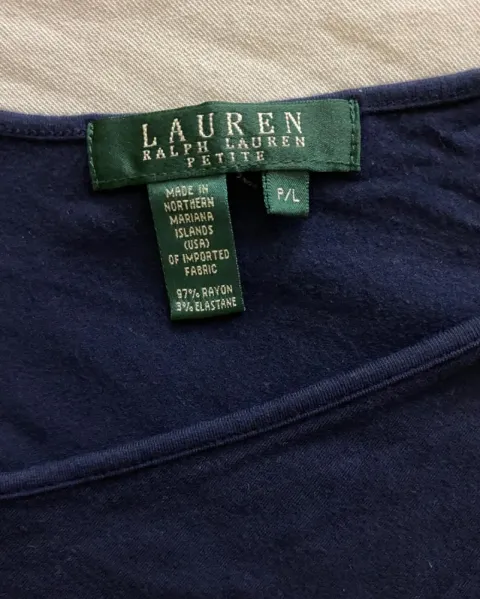 LAUREN
RALPH LAUREN
PETITE
P/L
MADE IN
NORTHERN
MARIANA
ISLANDS
(USA)
OF IMPORTED
FABRIC
97% RAYON
3% ELASTANE